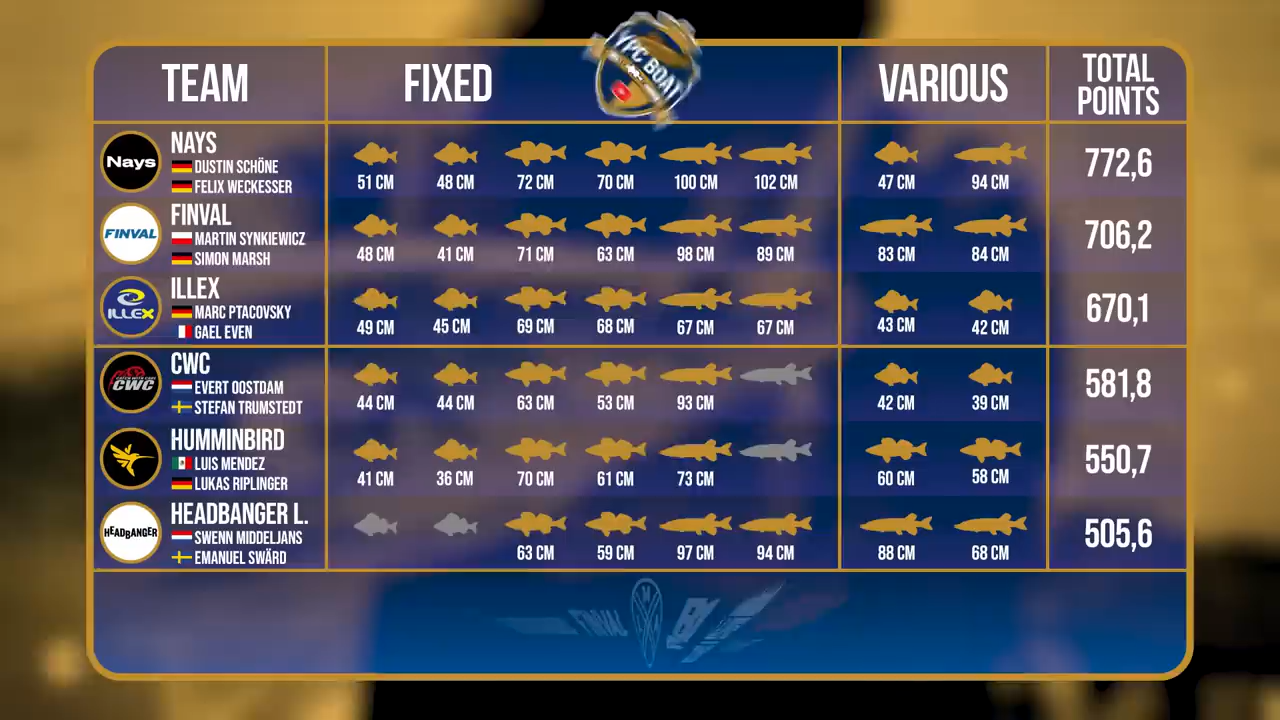 YPC BOAT
TEAM FIXED VARIOUS TOTAL POINTS
Nays NAYS
DUSTIN SCHÖNE
FELIX WECKESSER
51 CM 48 CM 72 CM 70 CM 100 CM 102 CM 47 CM 94 CM 772,6
FINVAL FINVAL
MARTIN SYNKIEWICZ
SIMON MARSH
48 CM 41 CM 71 CM 63 CM 98 CM 89 CM 83 CM 84 CM 706,2
ILLEX ILLEX
MARC PTACOVSKY
GAEL EVEN
49 CM 45 CM 69 CM 68 CM 67 CM 67 CM 43 CM 42 CM 670,1
CWC CWC
EVERT OOSTDAM
STEFAN TRUMSTEDT
44 CM 44 CM 63 CM 53 CM 93 CM 42 CM 39 CM 581,8
HUMMINBIRD
LUIS MENDEZ
LUKAS RIPLINGER
41 CM 36 CM 70 CM 61 CM 73 CM 60 CM 58 CM 550,7
HEADBANGER HEADBANGER L.
SWENN MIDDELJANS
EMANUEL SWÄRD
63 CM 59 CM 97 CM 94 CM 88 CM 68 CM 505,6